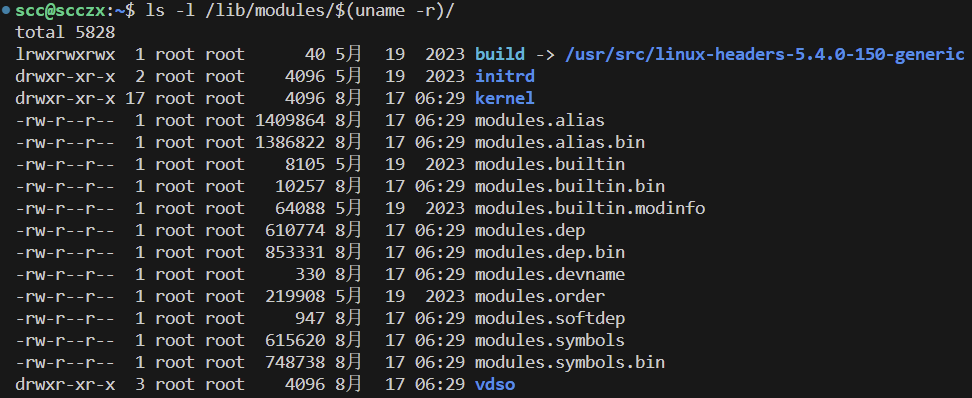 scc@scczx:~$ ls -l /lib/modules/$(uname -r)/
total 5828
lrwxrwxrwx  1 root root      40 5月  19  2023 build -> /usr/src/linux-headers-5.4.0-150-generic
drwxr-xr-x  2 root root    4096 5月  19  2023 initrd
drwxr-xr-x 17 root root    4096 8月  17 06:29 kernel
-rw-r--r--  1 root root 1409864 8月  17 06:29 modules.alias
-rw-r--r--  1 root root 1386822 8月  17 06:29 modules.alias.bin
-rw-r--r--  1 root root    8105 5月  19  2023 modules.builtin
-rw-r--r--  1 root root   10257 8月  17 06:29 modules.builtin.bin
-rw-r--r--  1 root root   64088 5月  19  2023 modules.builtin.modinfo
-rw-r--r--  1 root root  610774 8月  17 06:29 modules.dep
-rw-r--r--  1 root root  853331 8月  17 06:29 modules.dep.bin
-rw-r--r--  1 root root     330 8月  17 06:29 modules.devname
-rw-r--r--  1 root root  219908 5月  19  2023 modules.order
-rw-r--r--  1 root root     947 8月  17 06:29 modules.softdep
-rw-r--r--  1 root root  615620 8月  17 06:29 modules.symbols
-rw-r--r--  1 root root  748738 8月  17 06:29 modules.symbols.bin
drwxr-xr-x  3 root root    4096 8月  17 06:29 vdso